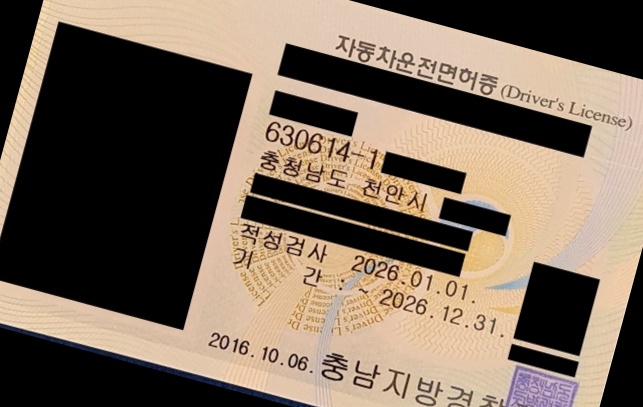 자동차운전면허증 (Driver's License)
630614-1
충청남도 천안시
적성검사 2026.01.01.
기 간 : ~ 2026.12.31.
2016.10.06. 충남지방경찰